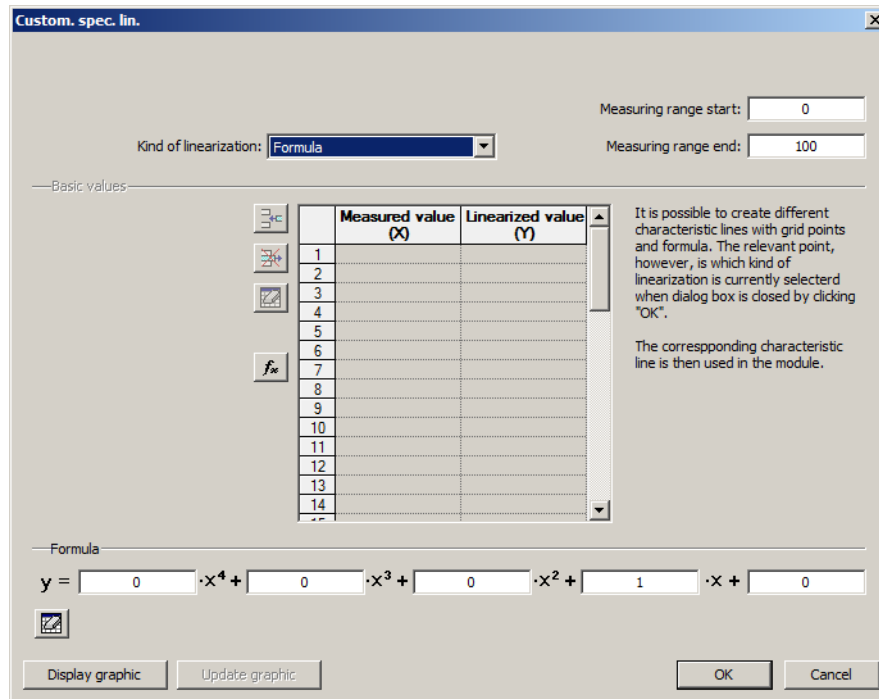 Custom. spec. lin.
Measuring range start: 0
Kind of linearization: Formula
Measuring range end: 100
Basic values
Measured value (X)
Linearized value (Y)
1
2
3
4
5
6
7
8
9
10
11
12
13
14
15
fx
It is possible to create different
characteristic lines with grid points
and formula. The relevant point,
however, is which kind of
linearization is currently selecterd
when dialog box is closed by clicking
"OK".
The correspponding characteristic
line is then used in the module.
Formula
y = 0 ·x⁴ + 0 ·x³ + 0 ·x² + 1 ·x + 0
Display graphic
Update graphic
OK
Cancel